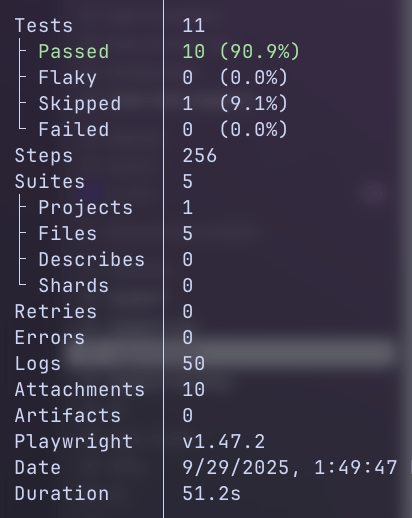 Tests 11
Passed 10 (90.9%)
Flaky 0 (0.0%)
Skipped 1 (9.1%)
Failed 0 (0.0%)
Steps 256
Suites 5
Projects 1
Files 5
Describes 0
Shards 0
Retries 0
Errors 0
Logs 50
Attachments 10
Artifacts 0
Playwright v1.47.2
Date 9/29/2025, 1:49:47
Duration 51.2s